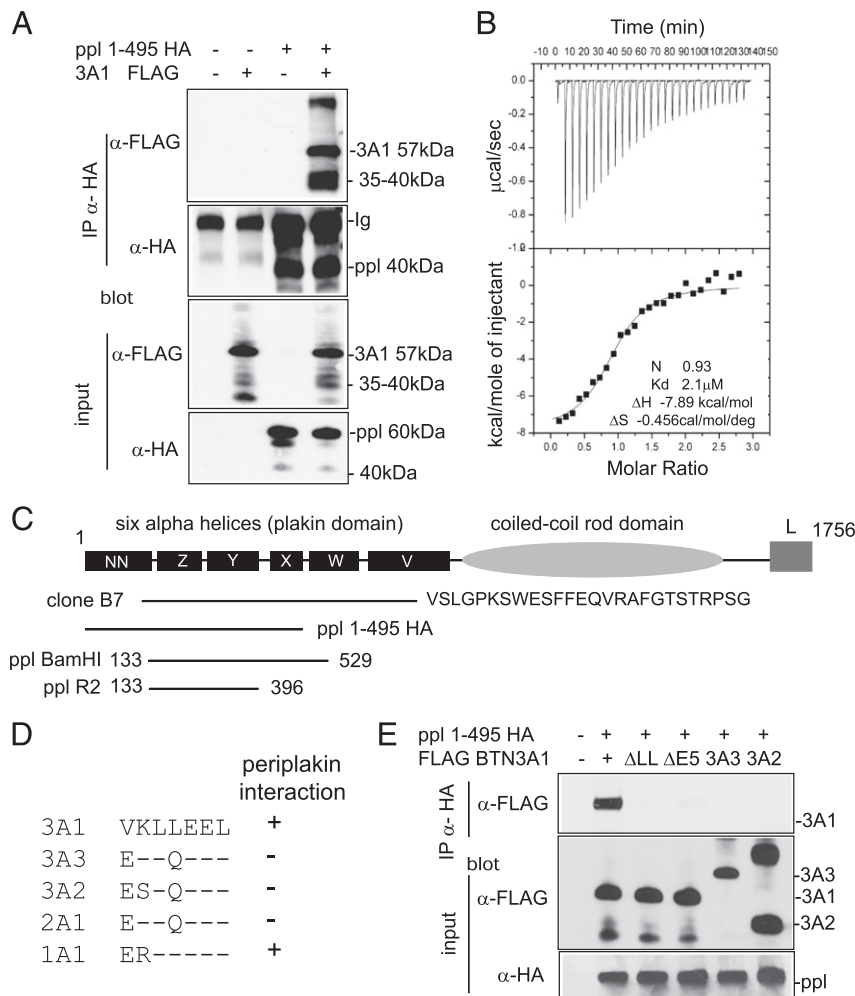 A
ppl 1-495 HA - - + +
3A1 FLAG - + - +
IP α- HA
α-FLAG
-3A1 57kDa
- 35-40kDa
α-HA
-Ig
-ppl 40kDa
blot
input
α-FLAG
-3A1 57kDa
35-40kDa
α-HA
-ppl 60kDa
- 40kDa
B
Time (min)
-10 0 10 20 30 40 50 60 70 80 90 100 110 120 130 140 150
0.0
-0.2
-0.4
-0.6
-0.8
µcal/sec
0
-2
-4
-6
-8
kcal/mole of injectant
N 0.93
Kd 2.1µM
ΔH -7.89 kcal/mol
ΔS -0.456cal/mol/deg
0.0 0.5 1.0 1.5 2.0 2.5 3.0
Molar Ratio
C
1 six alpha helices (plakin domain) coiled-coil rod domain L 1756
NN Z Y X W V
clone B7 VSLGPKSWESFFEQVRAFGTSTRPSG
ppl 1-495 HA
ppl BamHI 133 529
ppl R2 133 396
D
periplakin
interaction
3A1 VKLLEEL +
3A3 E--Q--- -
3A2 ES-Q--- -
2A1 E--Q--- -
1A1 ER----- +
E
ppl 1-495 HA - + + + + +
FLAG BTN3A1 - + ΔLL ΔE5 3A3 3A2
IP α- HA
α-FLAG
-3A1
blot
input
α-FLAG
-3A3
-3A1
-3A2
α-HA
-ppl